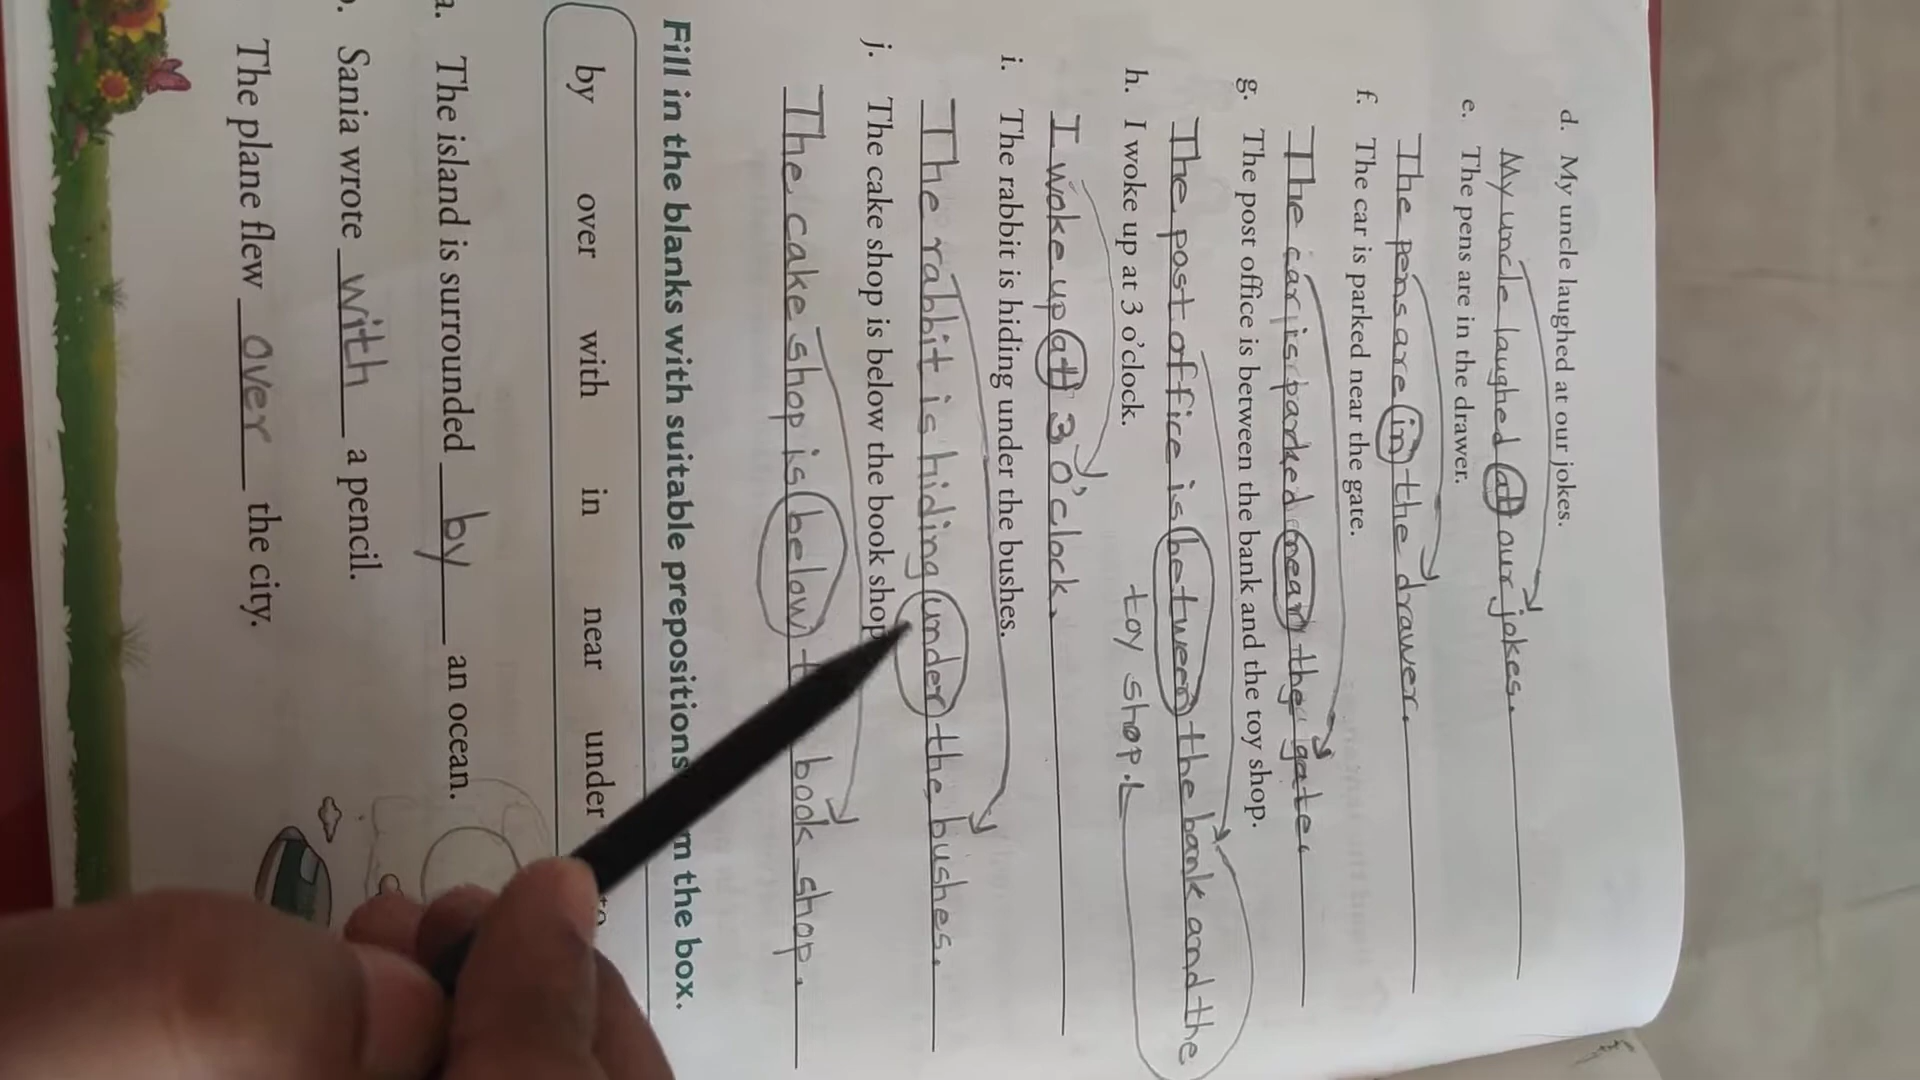 d. My uncle laughed at our jokes.
My uncle laughed at our jokes.
e. The pens are in the drawer.
The pens are in the drawer.
f. The car is parked near the gate.
The car is parked near the gate.
g. The post office is between the bank and the toy shop.
The post office is between the bank and the
toy shop.
h. I woke up at 3 o'clock.
I woke up at 3 o'clock.
i. The rabbit is hiding under the bushes.
The rabbit is hiding under the bushes.
j. The cake shop is below the book shop
The cake shop is below book shop.
Fill in the blanks with suitable prepositions the box.
by over with in near under to
a. The island is surrounded by an ocean.
Sania wrote with a pencil.
The plane flew over the city.